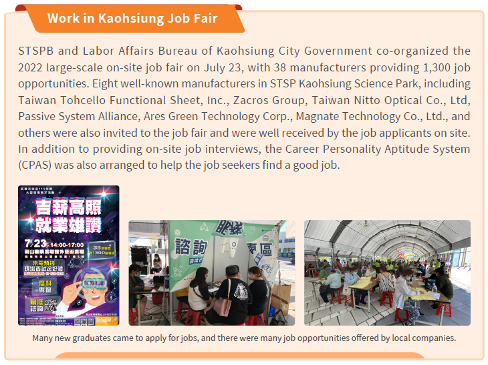 Work in Kaohsiung Job Fair
STSPB and Labor Affairs Bureau of Kaohsiung City Government co-organized the
2022 large-scale on-site job fair on July 23, with 38 manufacturers providing 1,300 job
opportunities. Eight well-known manufacturers in STSP Kaohsiung Science Park, including
Taiwan Tohcello Functional Sheet, Inc., Zacros Group, Taiwan Nitto Optical Co., Ltd,
Passive System Alliance, Ares Green Technology Corp., Magnate Technology Co., Ltd., and
others were also invited to the job fair and were well received by the job applicants on site.
In addition to providing on-site job interviews, the Career Personality Aptitude System
(CPAS) was also arranged to help the job seekers find a good job.
吉薪高照
就業雄讚
7/23 14:00-17:00
諮詢
區
Many new graduates came to apply for jobs, and there were many job opportunities offered by local companies.